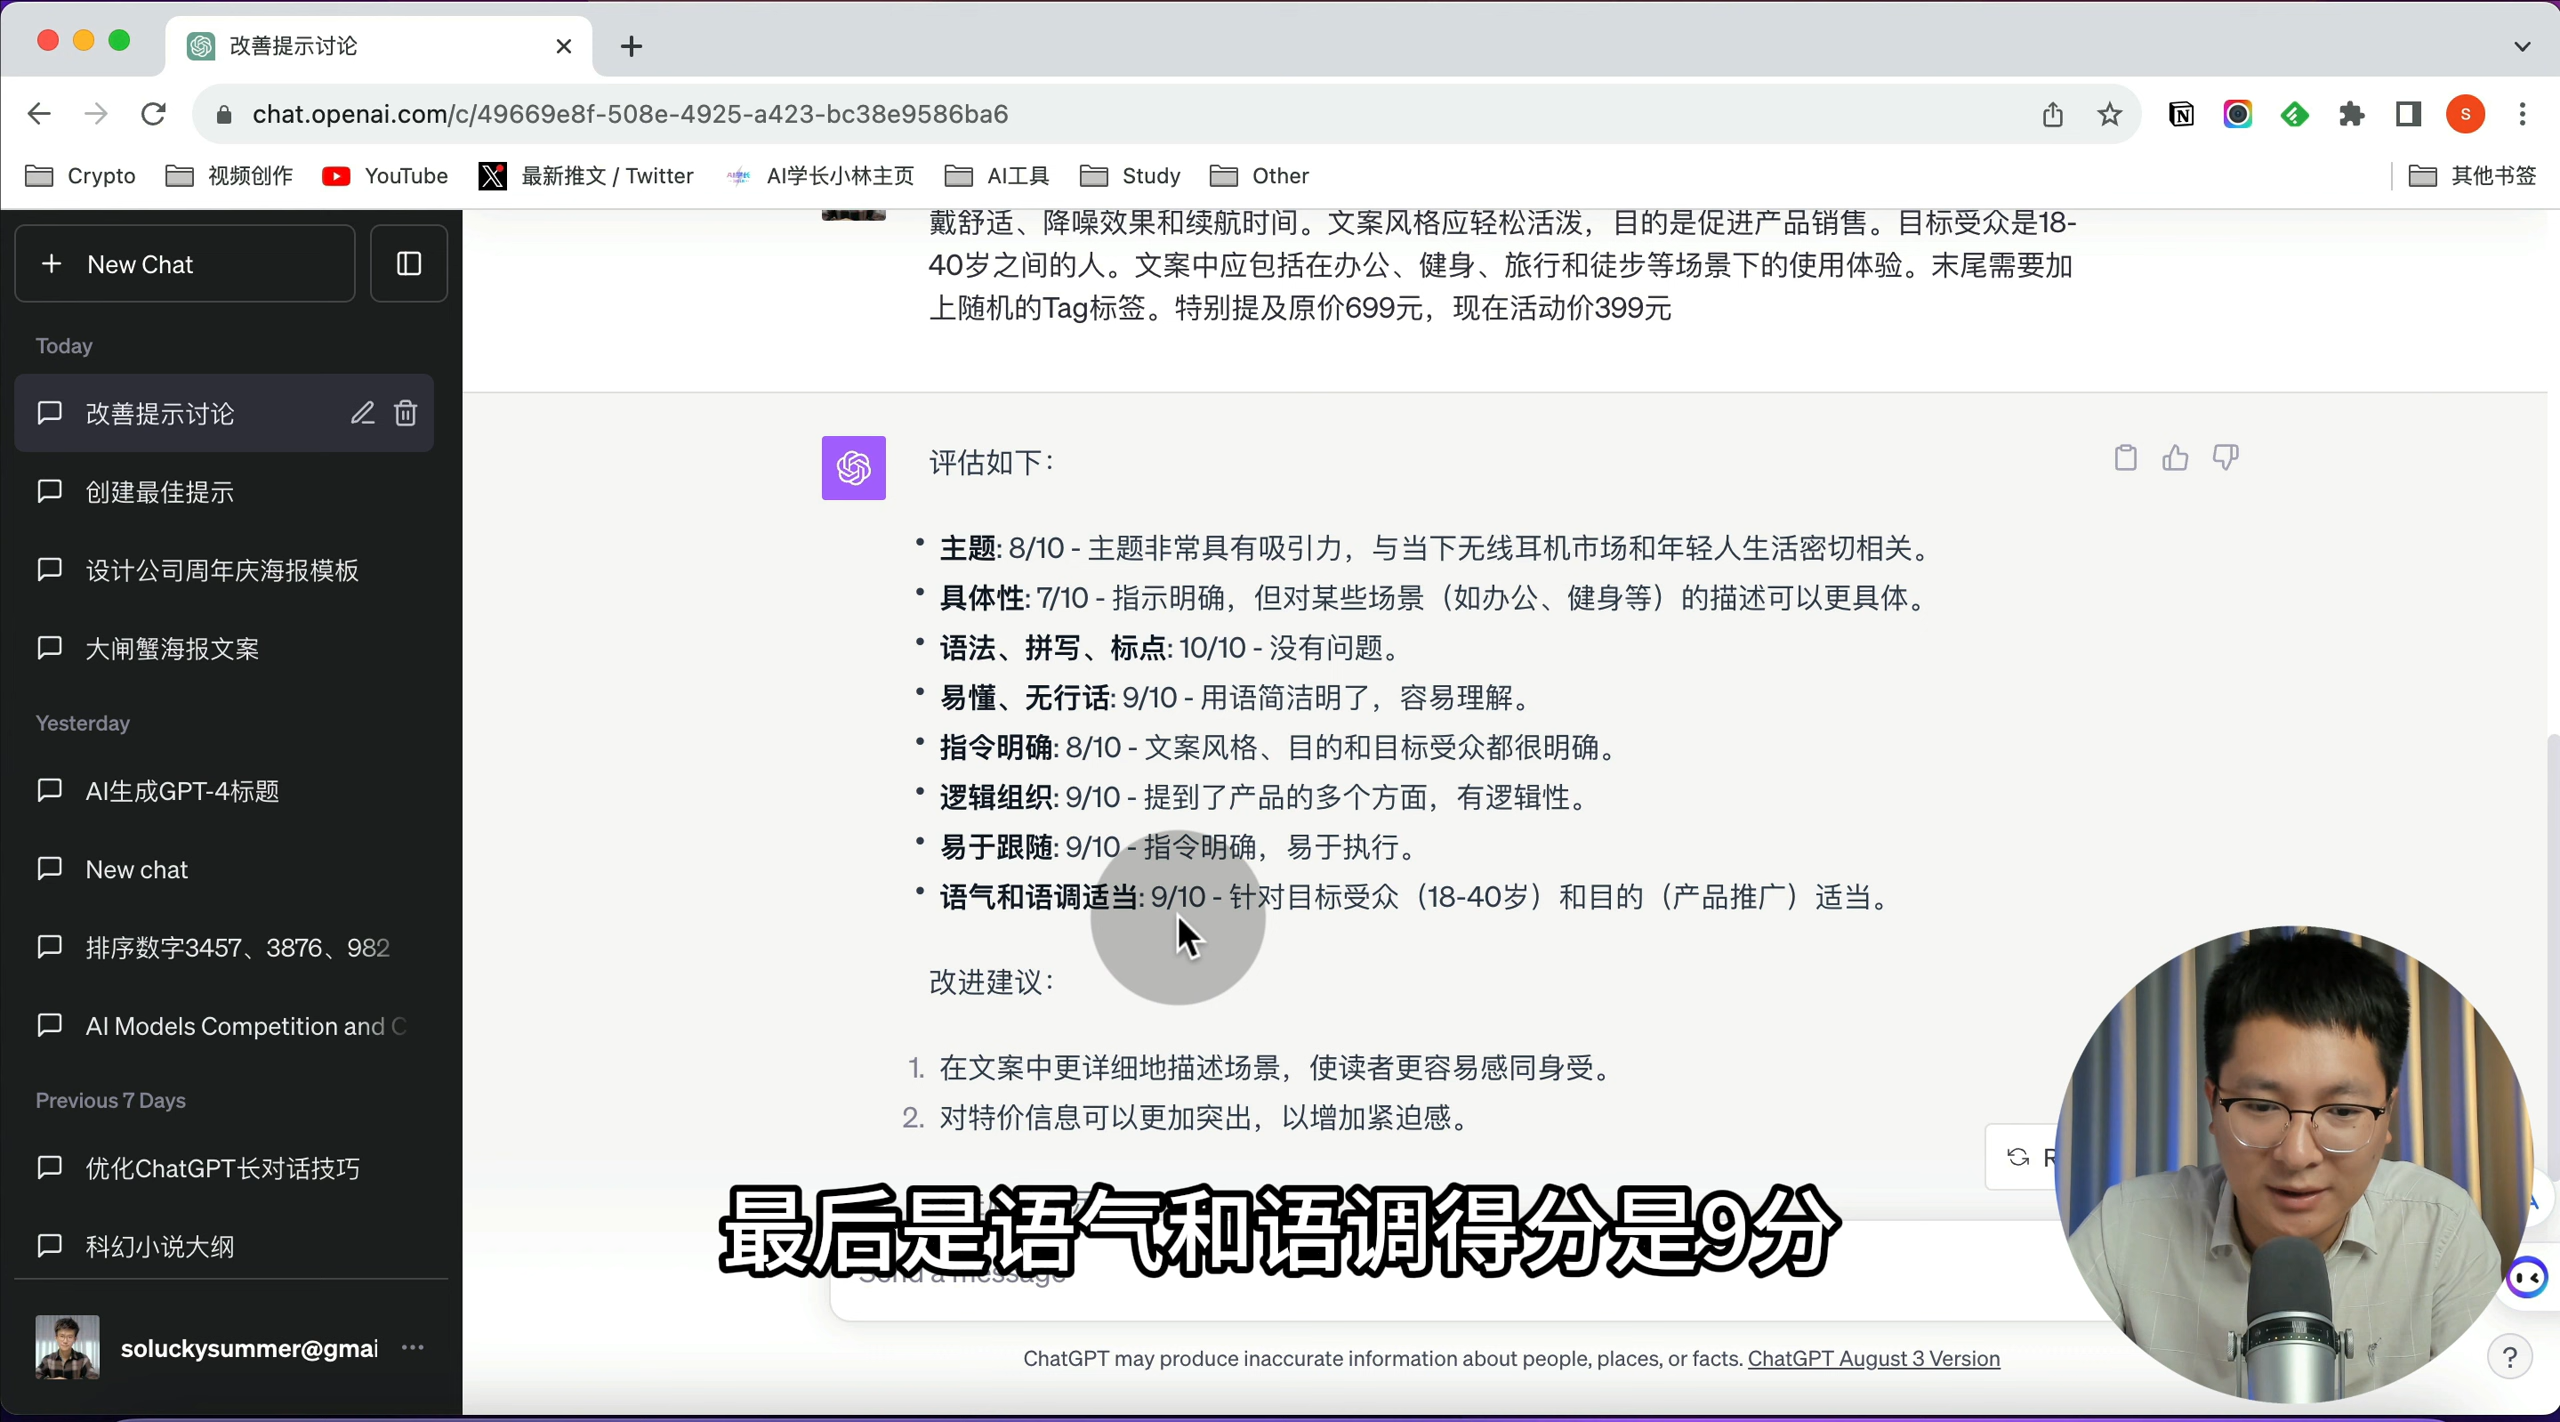 改善提示讨论
chat.openai.com/c/49669e8f-508e-4925-a423-bc38e9586ba6
S
Crypto
视频创作
YouTube
最新推文 / Twitter
AI学长小林主页
AI工具
Study
Other
其他书签
New Chat
Today
改善提示讨论
创建最佳提示
设计公司周年庆海报模板
大闸蟹海报文案
Yesterday
AI生成GPT-4标题
New chat
排序数字3457、3876、982
AI Models Competition and C
Previous 7 Days
优化ChatGPT长对话技巧
科幻小说大纲
soluckysummer@gmai
戴舒适、降噪效果和续航时间。文案风格应轻松活泼，目的是促进产品销售。目标受众是18-
40岁之间的人。文案中应包括在办公、健身、旅行和徒步等场景下的使用体验。末尾需要加
上随机的Tag标签。特别提及原价699元，现在活动价399元
评估如下：
• 主题: 8/10 - 主题非常具有吸引力，与当下无线耳机市场和年轻人生活密切相关。
• 具体性: 7/10 - 指示明确，但对某些场景（如办公、健身等）的描述可以更具体。
• 语法、拼写、标点: 10/10 - 没有问题。
• 易懂、无行话: 9/10 - 用语简洁明了，容易理解。
• 指令明确: 8/10 - 文案风格、目的和目标受众都很明确。
• 逻辑组织: 9/10 - 提到了产品的多个方面，有逻辑性。
• 易于跟随: 9/10 - 指令明确，易于执行。
• 语气和语调适当: 9/10 - 针对目标受众（18-40岁）和目的（产品推广）适当。
改进建议：
1. 在文案中更详细地描述场景，使读者更容易感同身受。
2. 对特价信息可以更加突出，以增加紧迫感。
R
最后是语气和语调得分是9分
Send a message
ChatGPT may produce inaccurate information about people, places, or facts. ChatGPT August 3 Version
?